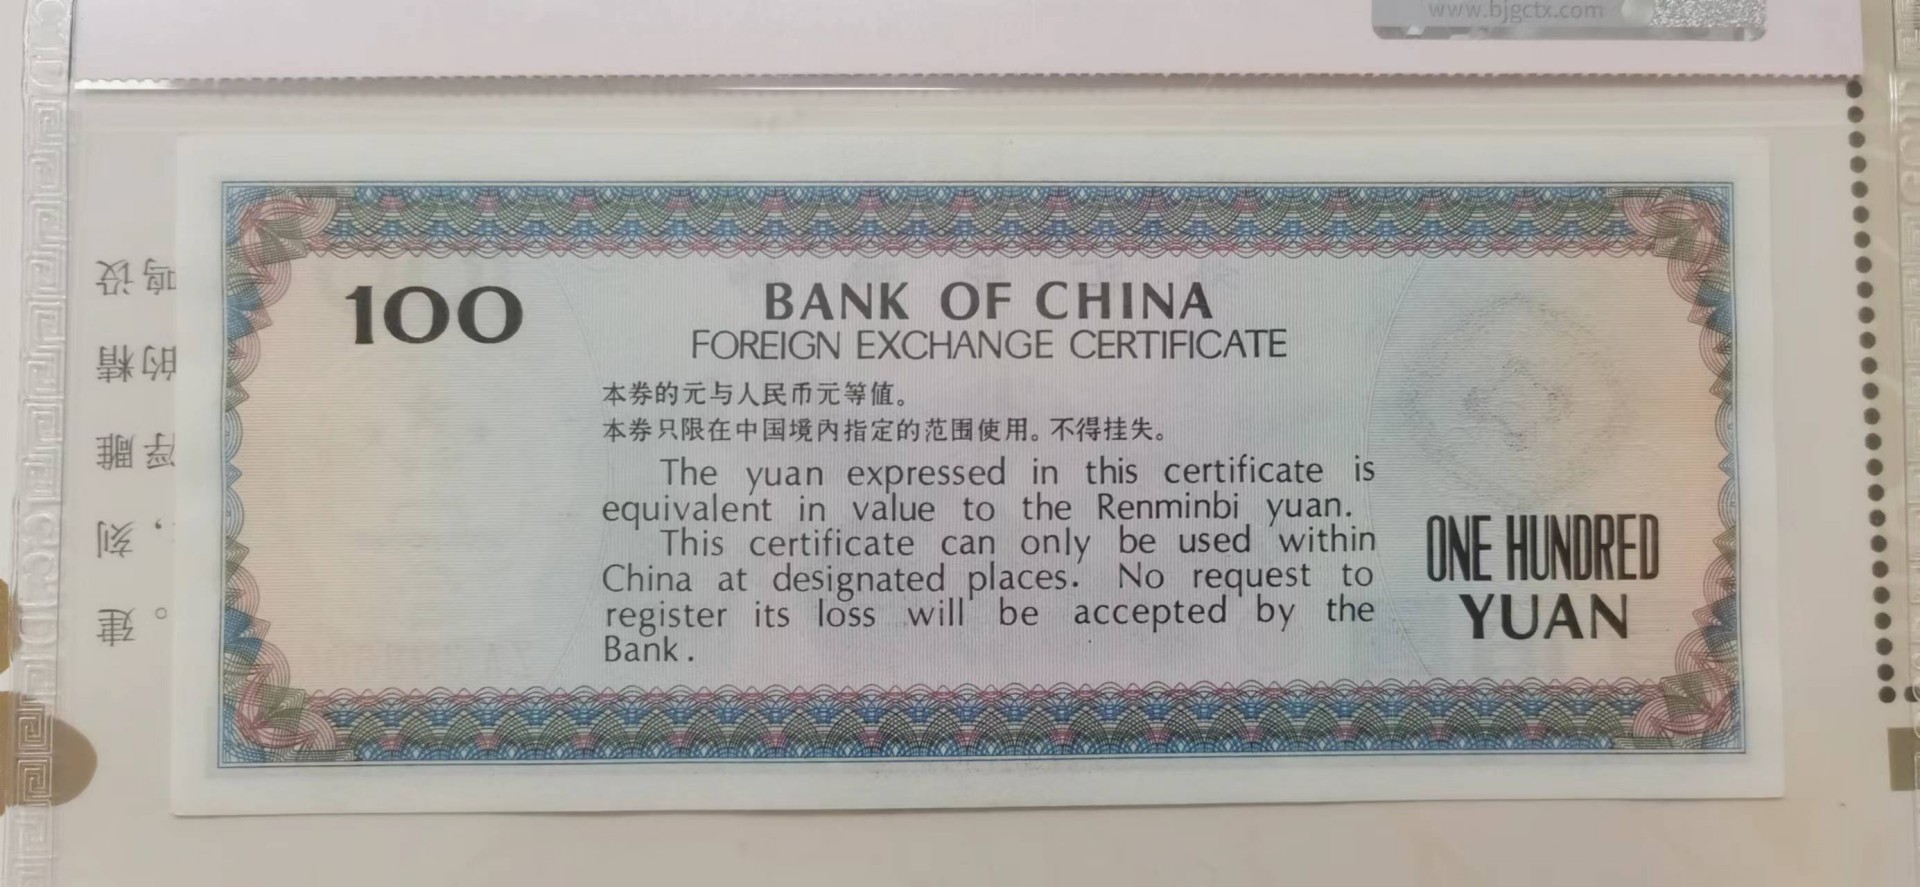 www.bjgctx.com
100
BANK OF CHINA
FOREIGN EXCHANGE CERTIFICATE
本券的元与人民币元等值。
本券只限在中国境内指定的范围使用。不得挂失。
The yuan expressed in this certificate is
equivalent in value to the Renminbi yuan.
This certificate can only be used within
China at designated places. No request to
register its loss will be accepted by the
Bank.
ONE HUNDRED
YUAN